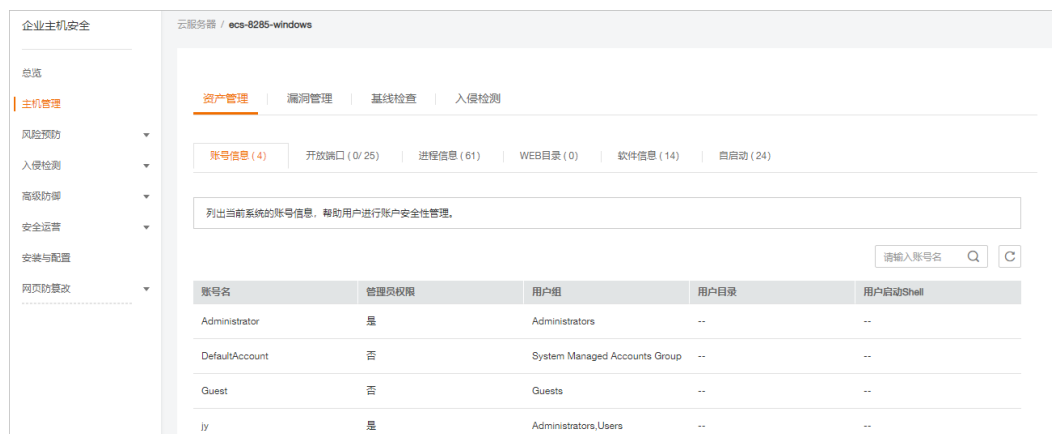 企业主机安全
云服务器 / ecs-8285-windows
总览
主机管理
风险预防
入侵检测
高级防御
安全运营
安装与配置
网页防篡改
资产管理 漏洞管理 基线检查 入侵检测
账号信息 ( 4 ) 开放端口 ( 0/ 25 ) 进程信息 ( 61 ) WEB目录 ( 0 ) 软件信息 ( 14 ) 自启动 ( 24 )
列出当前系统的账号信息，帮助用户进行账户安全性管理。
请输入账号名
账号名 管理员权限 用户组 用户目录 用户启动Shell
Administrator 是 Administrators -- --
DefaultAccount 否 System Managed Accounts Group -- --
Guest 否 Guests -- --
jy 是 Administrators,Users -- --